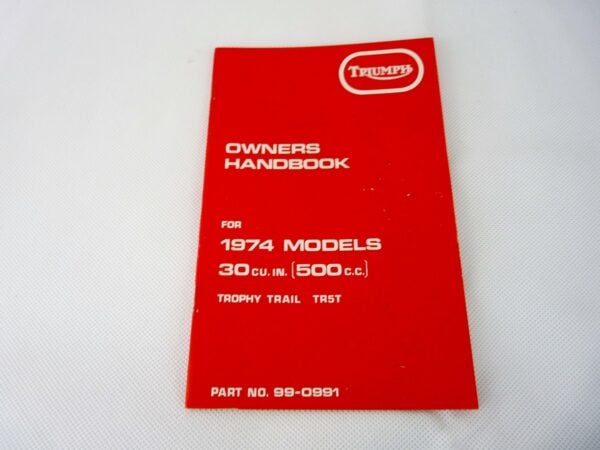 TRIUMPH
OWNERS
HANDBOOK
FOR
1974 MODELS
30 CU. IN. (500 C.C.)
TROPHY TRAIL TR5T
PART NO. 99-0991